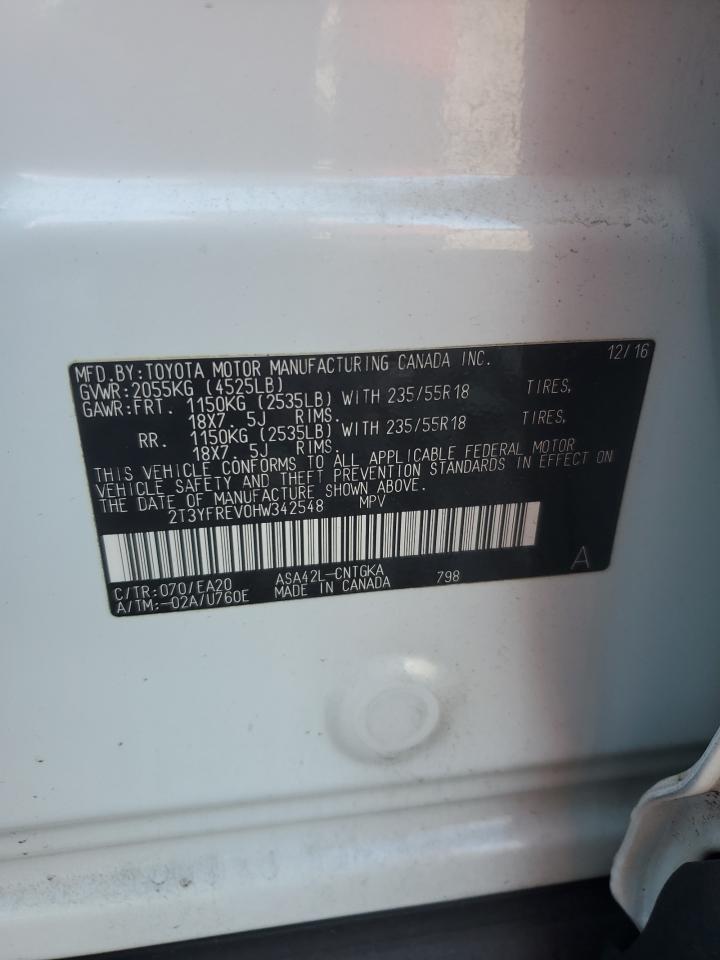 MFD.BY:TOYOTA MOTOR MANUFACTURING CANADA INC. 12/16
GVWR:2055KG (4525LB)
GAWR:FRT. 1150KG (2535LB) WITH 235/55R18 TIRES,
18X7. 5J RIMS.
RR. 1150KG (2535LB) WITH 235/55R18 TIRES,
18X7. 5J RIMS.
THIS VEHICLE CONFORMS TO ALL APPLICABLE FEDERAL MOTOR
VEHICLE SAFETY AND THEFT PREVENTION STANDARDS IN EFFECT ON
THE DATE OF MANUFACTURE SHOWN ABOVE.
2T3YFREV0HW342548 MPV
C/TR:070/EA20 ASA42L-CNTGKA 798 A
A/TM:-02A/U760E MADE IN CANADA